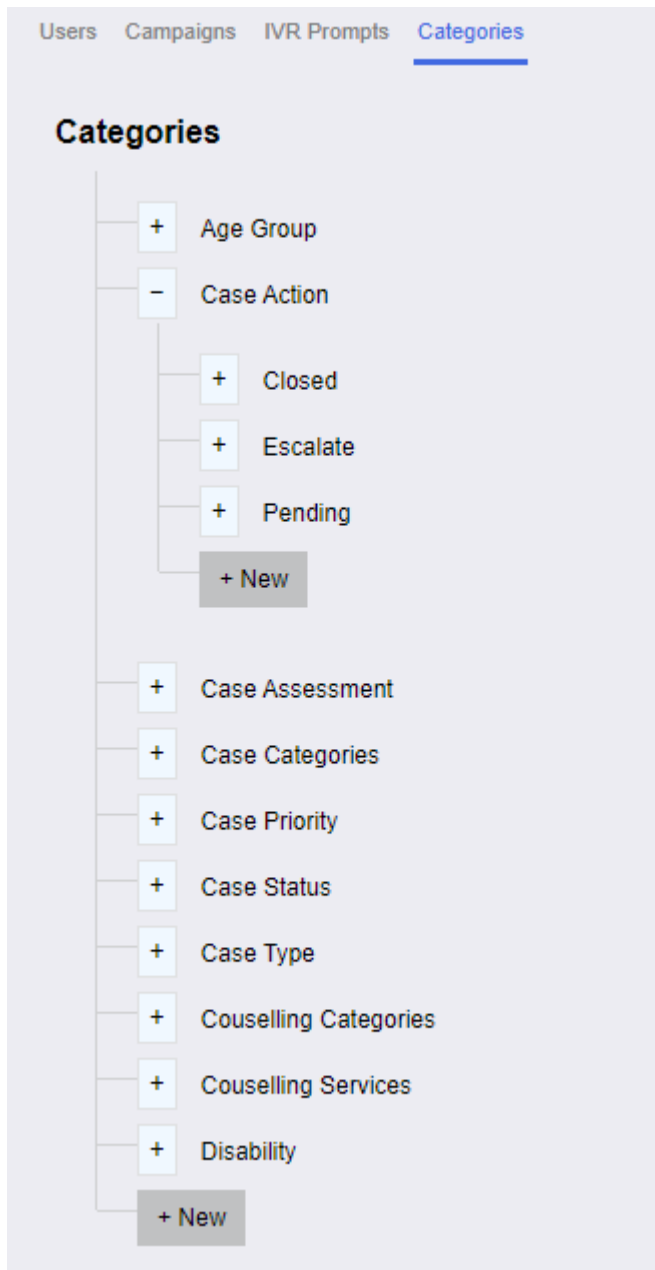 Users Campaigns IVR Prompts Categories
Categories
+ Age Group
− Case Action
+ Closed
+ Escalate
+ Pending
+ New
+ Case Assessment
+ Case Categories
+ Case Priority
+ Case Status
+ Case Type
+ Couselling Categories
+ Couselling Services
+ Disability
+ New